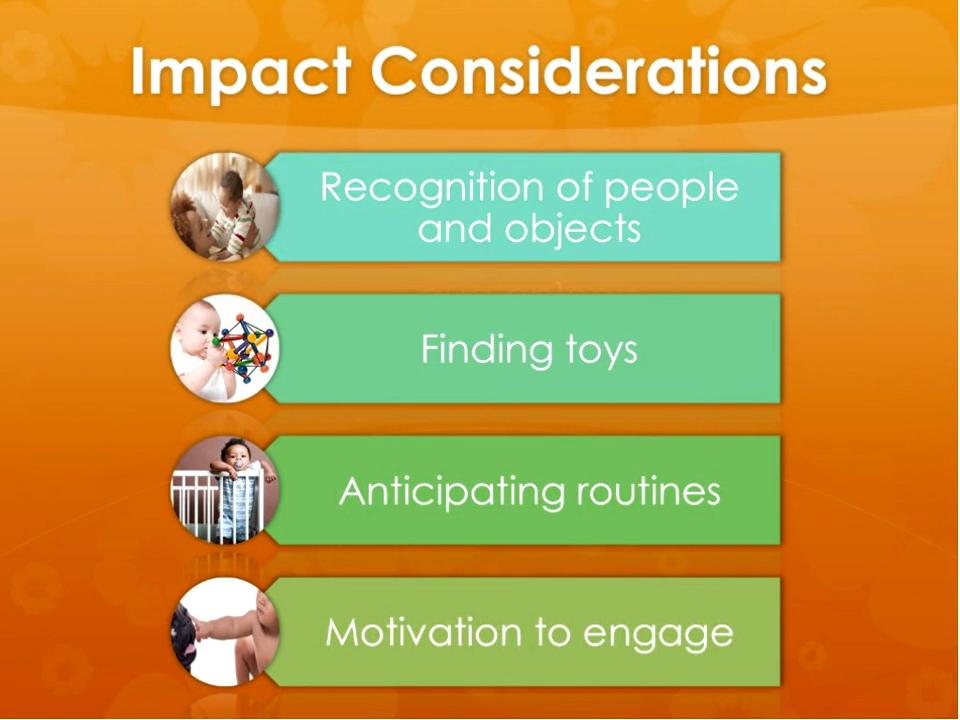 Impact Considerations
Recognition of people
and objects
Finding toys
Anticipating routines
Motivation to engage